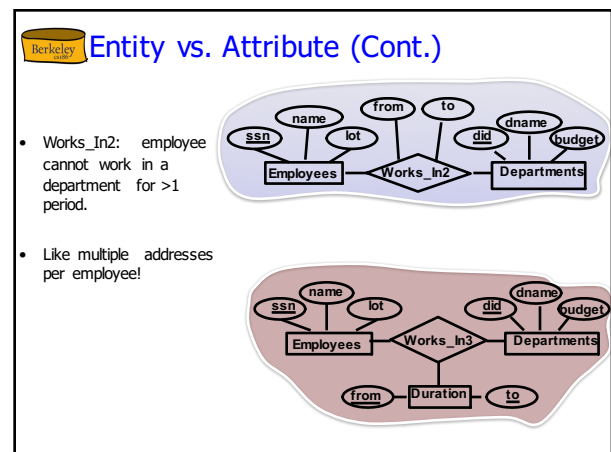 Berkeley
cs186
Entity vs. Attribute (Cont.)
• Works_In2: employee
cannot work in a
department for >1
period.
• Like multiple addresses
per employee!
from to
name dname
ssn lot did budget
Employees Works_In2 Departments
name dname
ssn lot did budget
Employees Works_In3 Departments
from Duration to